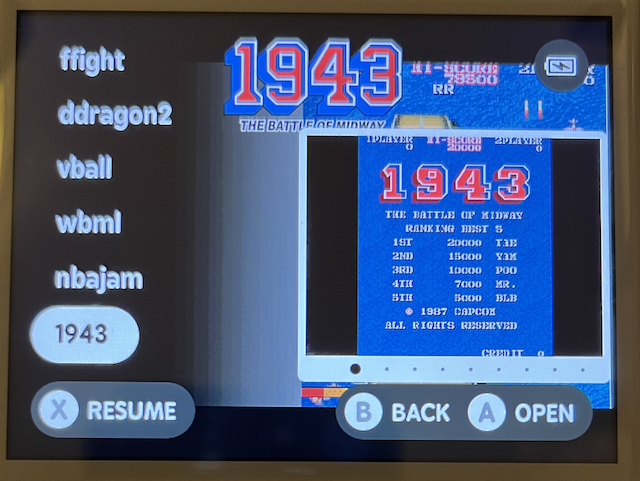 ffight
ddragon2
vball
wbml
nbajam
1943
X RESUME
B BACK
A OPEN
1943
THE BATTLE OF MIDWAY
HI-SCORE
79800
RR
0
1PLAYER HI-SCORE 2PLAYER
0 20000 0
1943
THE BATTLE OF MIDWAY
RANKING BEST 5
1ST 20000 TAE
2ND 15000 YAM
3RD 10000 POO
4TH 7000 MR.
5TH 5000 BLB
© 1987 CAPCOM
ALL RIGHTS RESERVED
CREDIT 0